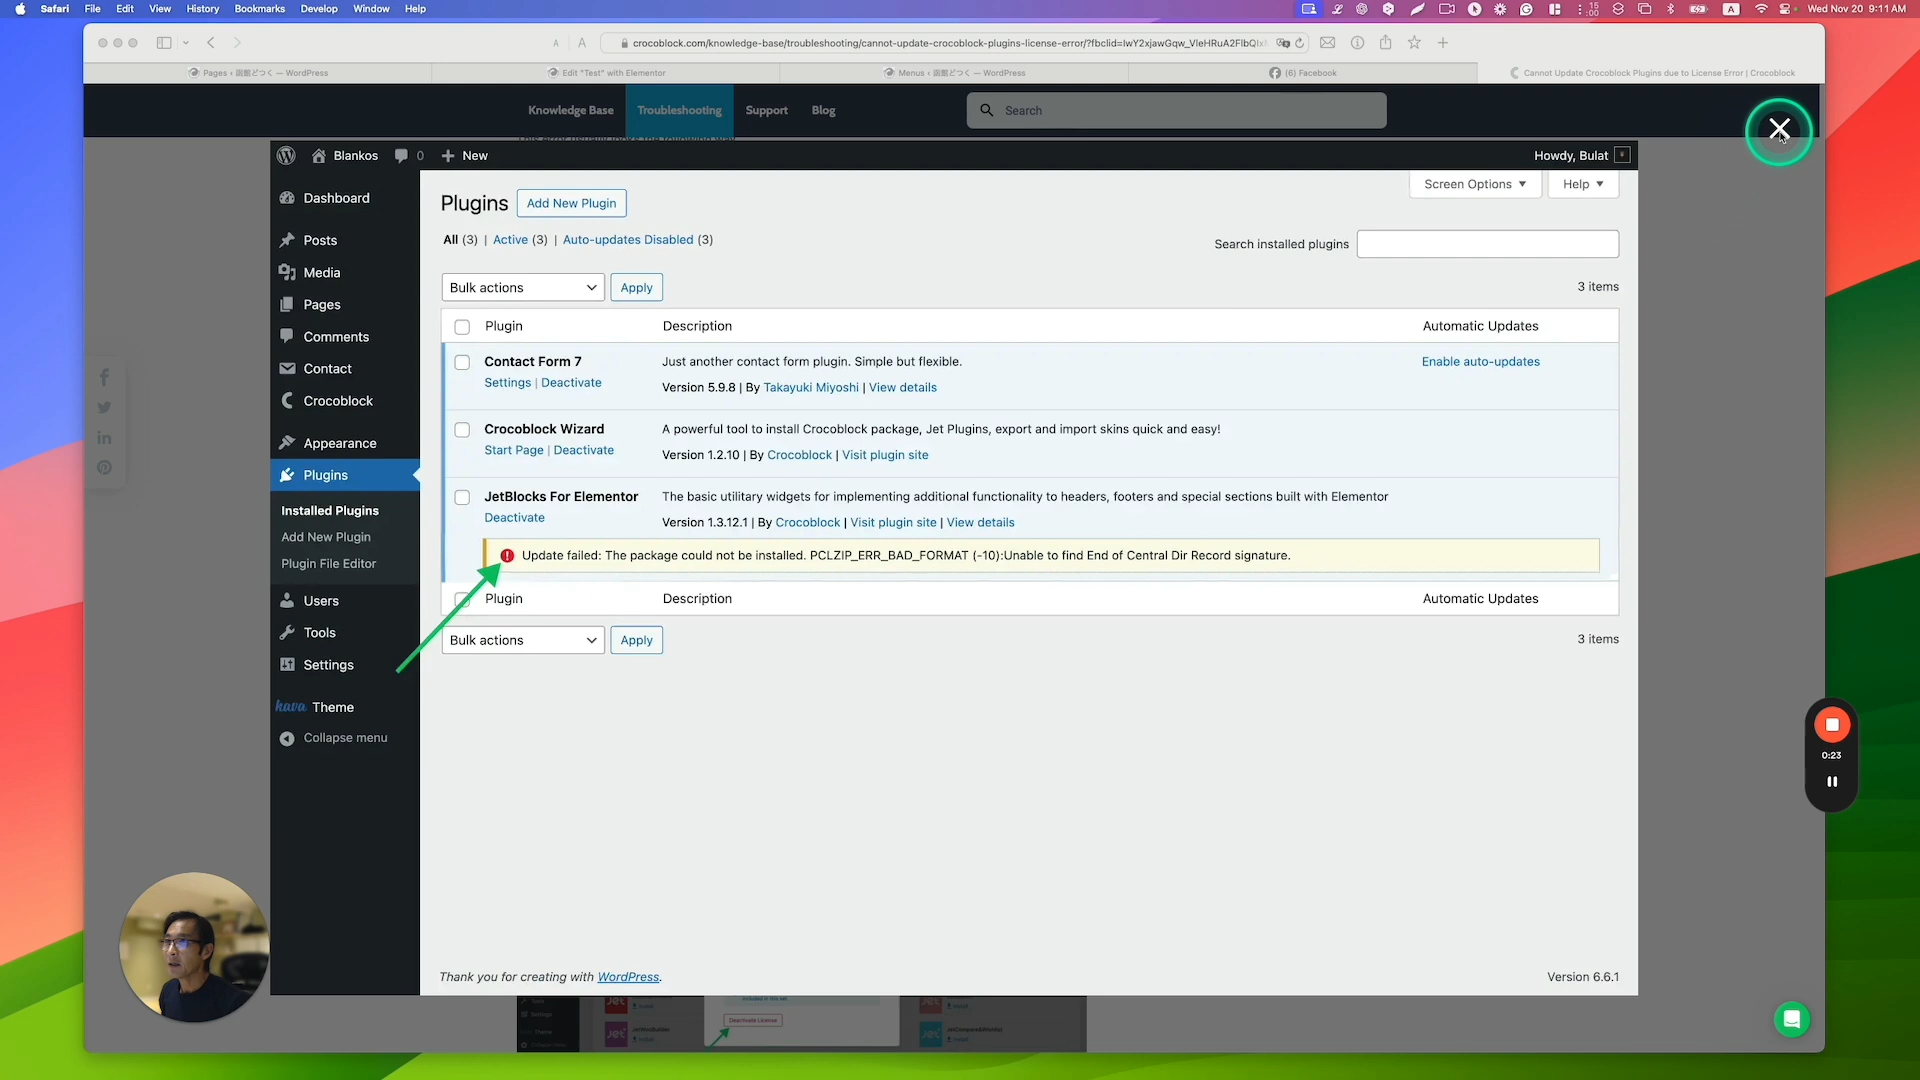 Safari File Edit View History Bookmarks Develop Window Help
Wed Nov 20 9:11 AM
crocoblock.com/knowledge-base/troubleshooting/cannot-update-crocoblock-plugins-license-error/?fbclid=IwY2xjawGqw_VleHRuA2FlbQIx
Pages ‹ 函館どつく — WordPress
Edit "Test" with Elementor
Menus ‹ 函館どつく — WordPress
(6) Facebook
Cannot Update Crocoblock Plugins due to License Error | Crocoblock
Knowledge Base Troubleshooting Support Blog Search
Blankos 0 New Howdy, Bulat
Screen Options Help
Dashboard
Posts
Media
Pages
Comments
Contact
Crocoblock
Appearance
Plugins
Installed Plugins
Add New Plugin
Plugin File Editor
Users
Tools
Settings
hava Theme
Collapse menu
Plugins Add New Plugin
All (3) | Active (3) | Auto-updates Disabled (3)
Search installed plugins
Bulk actions Apply 3 items
Plugin Description Automatic Updates
Contact Form 7 Just another contact form plugin. Simple but flexible. Enable auto-updates
Settings | Deactivate Version 5.9.8 | By Takayuki Miyoshi | View details
Crocoblock Wizard A powerful tool to install Crocoblock package, Jet Plugins, export and import skins quick and easy!
Start Page | Deactivate Version 1.2.10 | By Crocoblock | Visit plugin site
JetBlocks For Elementor The basic utilitary widgets for implementing additional functionality to headers, footers and special sections built with Elementor
Deactivate Version 1.3.12.1 | By Crocoblock | Visit plugin site | View details
Update failed: The package could not be installed. PCLZIP_ERR_BAD_FORMAT (-10):Unable to find End of Central Dir Record signature.
Plugin Description Automatic Updates
Bulk actions Apply 3 items
0:23
Thank you for creating with WordPress. Version 6.6.1
Deactivate License